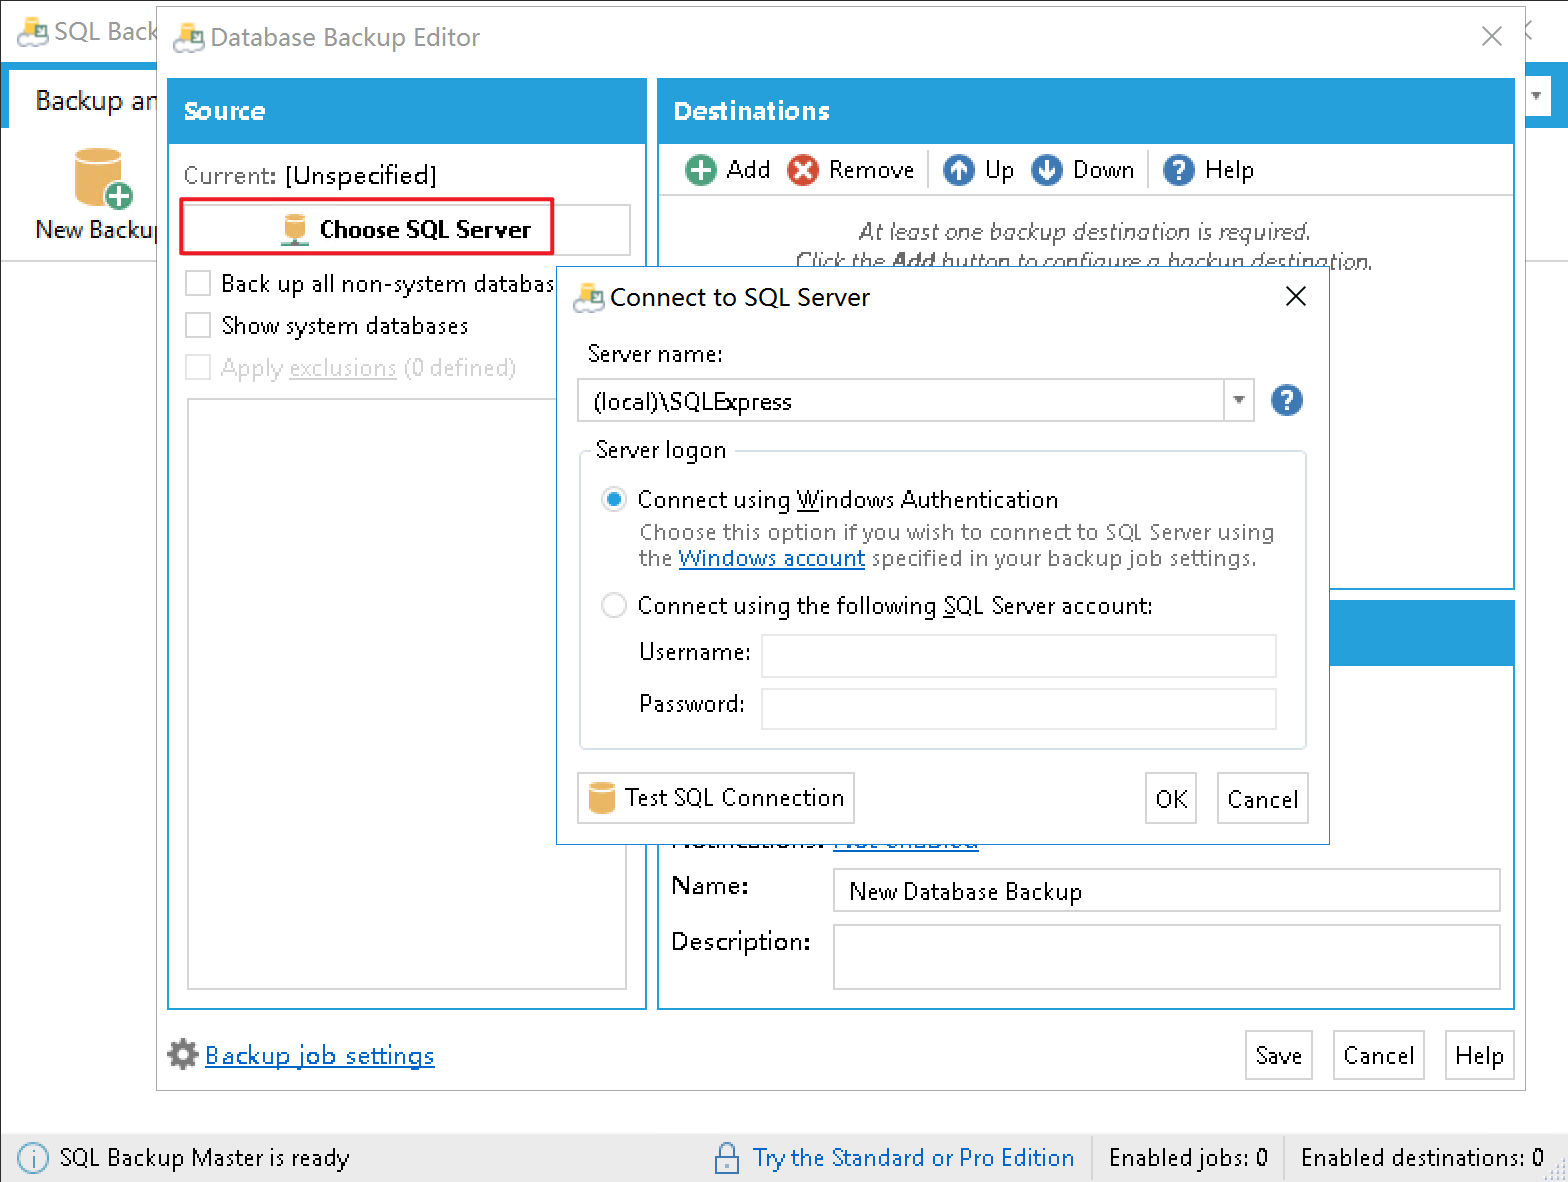 SQL Back
Database Backup Editor
Backup an
New Backup
Source
Current: [Unspecified]
Choose SQL Server
Back up all non-system databas
Show system databases
Apply exclusions (0 defined)
Destinations
Add Remove Up Down Help
At least one backup destination is required.
Click the Add button to configure a backup destination.
Connect to SQL Server
Server name:
(local)\SQLExpress
Server logon
Connect using Windows Authentication
Choose this option if you wish to connect to SQL Server using
the Windows account specified in your backup job settings.
Connect using the following SQL Server account:
Username:
Password:
Test SQL Connection
OK
Cancel
Notifications: Not enabled
Name: New Database Backup
Description:
Backup job settings
Save
Cancel
Help
SQL Backup Master is ready
Try the Standard or Pro Edition
Enabled jobs: 0
Enabled destinations: 0